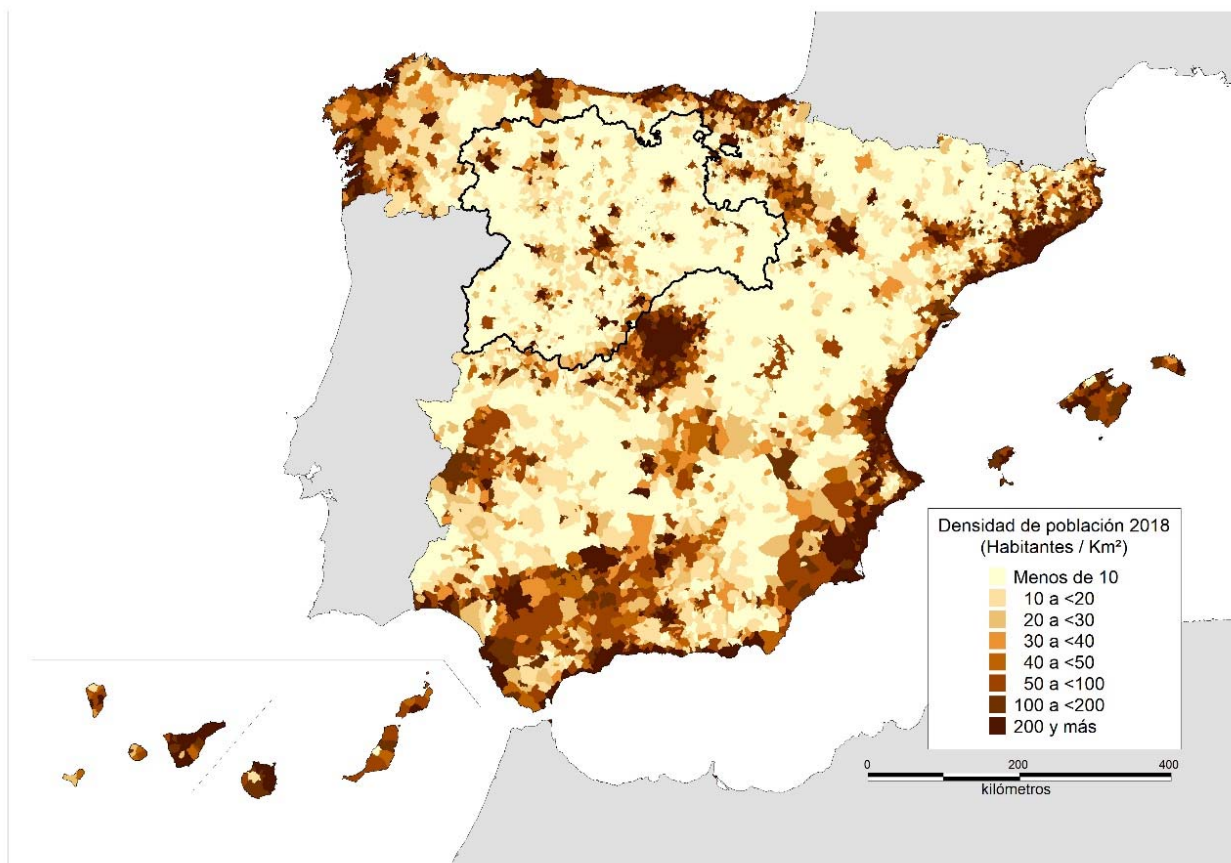 Densidad de población 2018
(Habitantes / Km²)
Menos de 10
10 a <20
20 a <30
30 a <40
40 a <50
50 a <100
100 a <200
200 y más
0 200 400
kilómetros